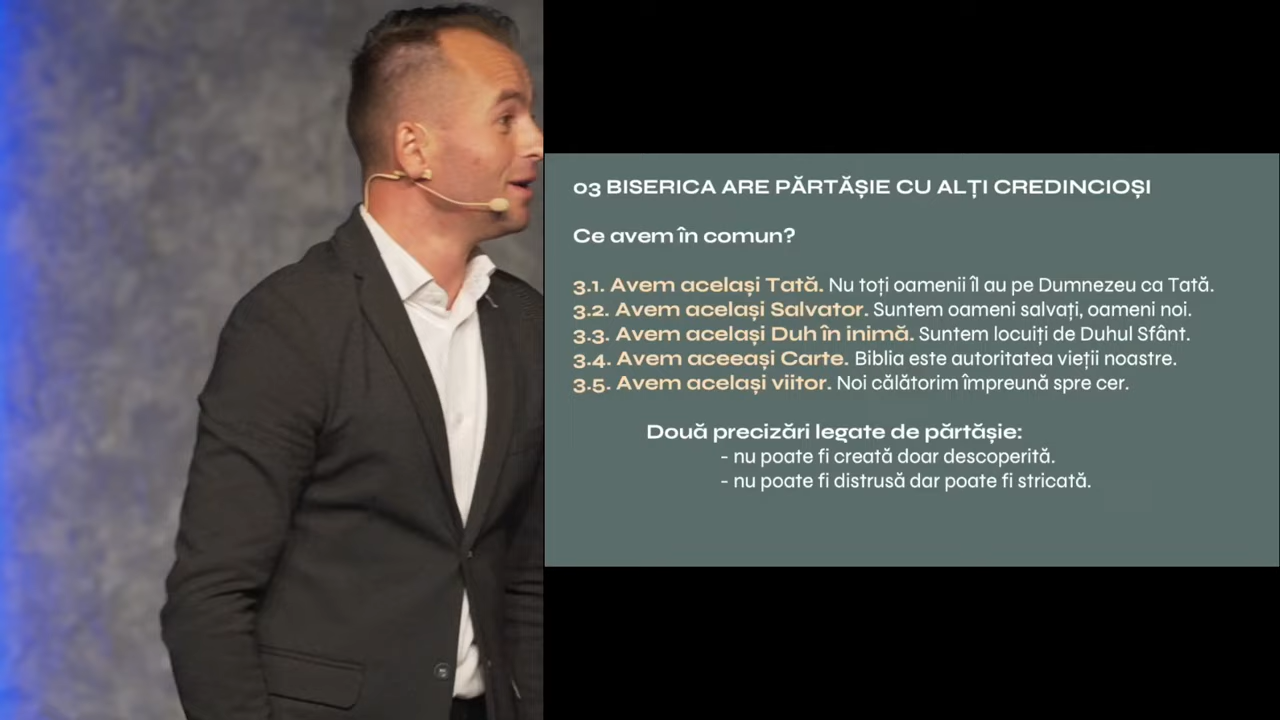 03 BISERICA ARE PĂRTĂȘIE CU ALȚI CREDINCIOȘI
Ce avem în comun?
3.1. Avem același Tată. Nu toți oamenii îl au pe Dumnezeu ca Tată.
3.2. Avem același Salvator. Suntem oameni salvați, oameni noi.
3.3. Avem același Duh în inimă. Suntem locuiți de Duhul Sfânt.
3.4. Avem aceeași Carte. Biblia este autoritatea vieții noastre.
3.5. Avem același viitor. Noi călătorim împreună spre cer.
Două precizări legate de părtășie:
- nu poate fi creată doar descoperită.
- nu poate fi distrusă dar poate fi stricată.